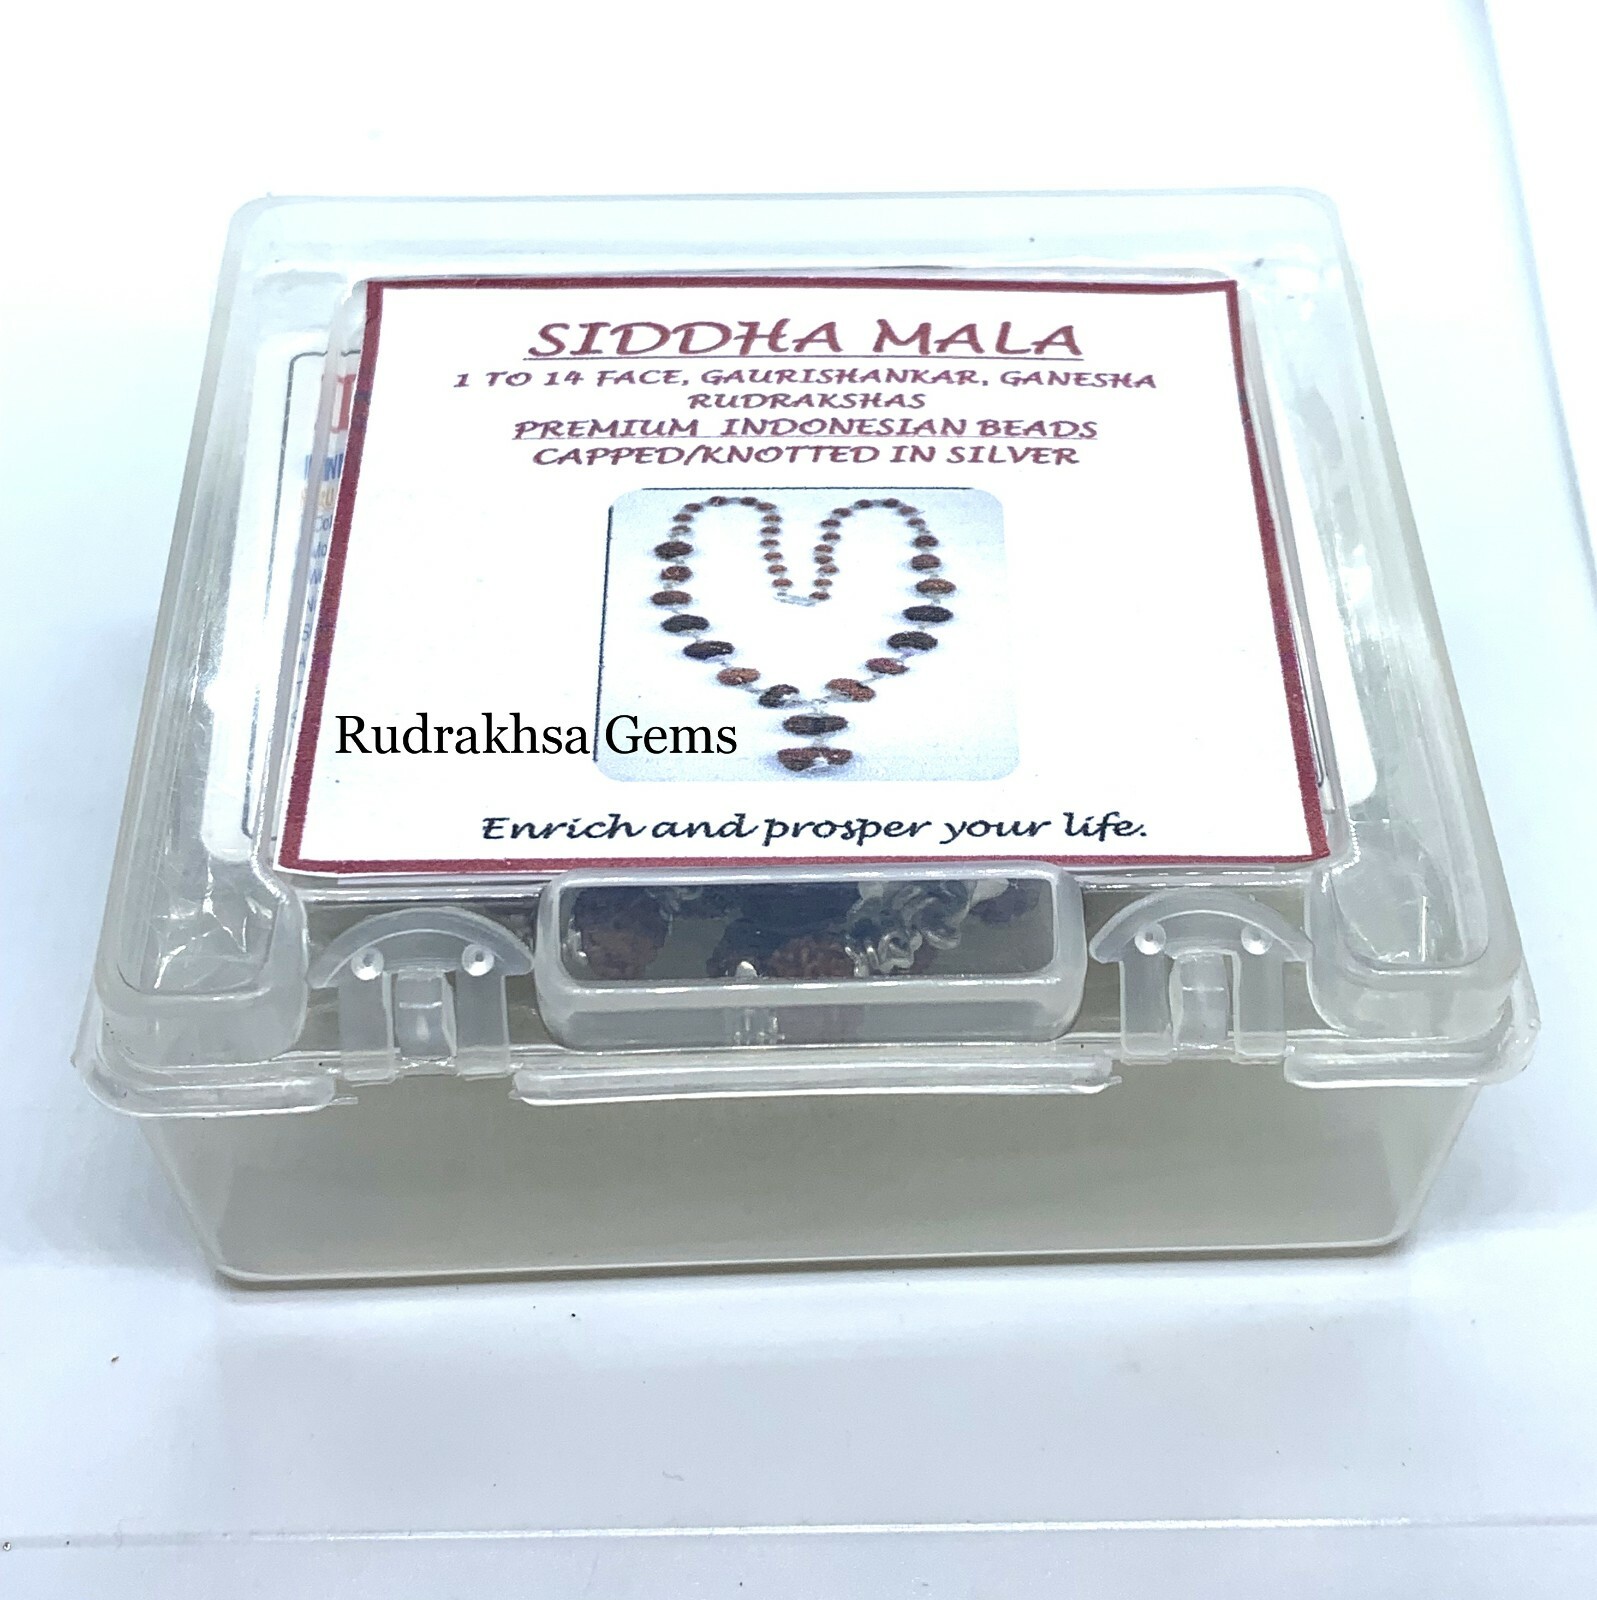 SIDDHA MALA
1 TO 14 FACE, GAURISHANKAR, GANESHA
RUDRAKSHAS
PREMIUM INDONESIAN BEADS
CAPPED/KNOTTED IN SILVER
Rudrakhsa Gems
Enrich and prosper your life.